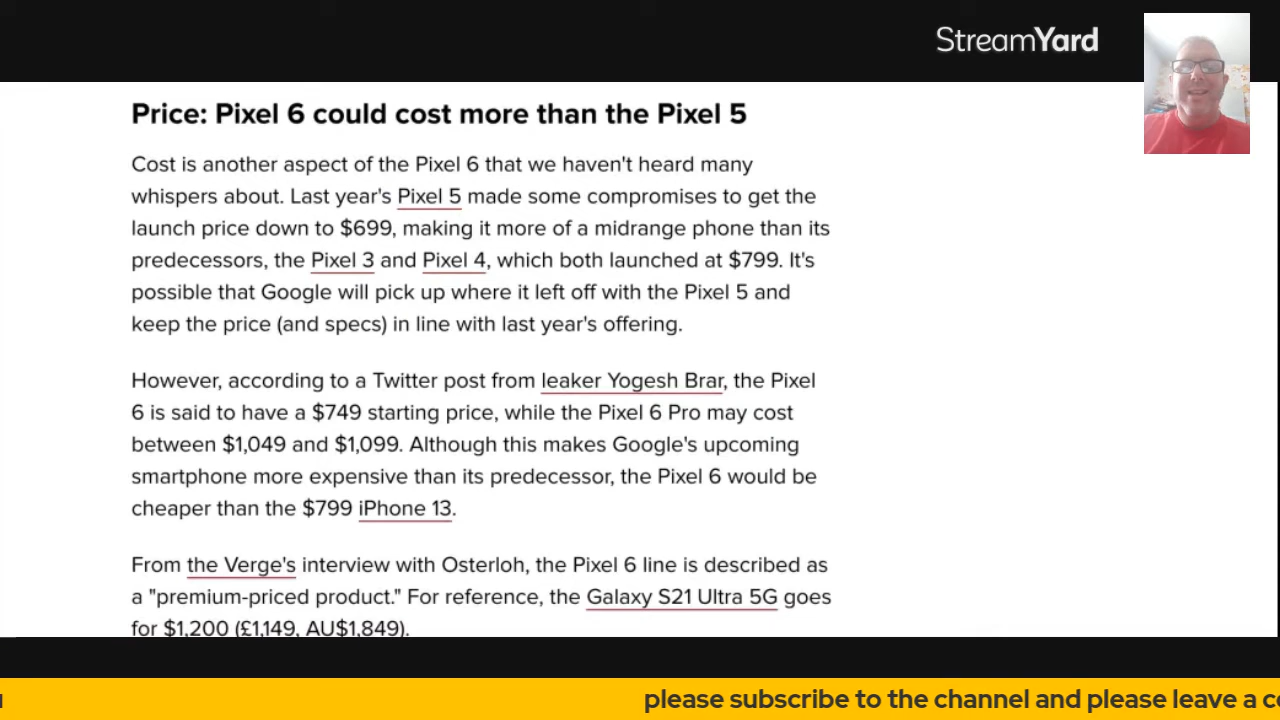 StreamYard
Price: Pixel 6 could cost more than the Pixel 5
Cost is another aspect of the Pixel 6 that we haven't heard many
whispers about. Last year's Pixel 5 made some compromises to get the
launch price down to $699, making it more of a midrange phone than its
predecessors, the Pixel 3 and Pixel 4, which both launched at $799. It's
possible that Google will pick up where it left off with the Pixel 5 and
keep the price (and specs) in line with last year's offering.
However, according to a Twitter post from leaker Yogesh Brar, the Pixel
6 is said to have a $749 starting price, while the Pixel 6 Pro may cost
between $1,049 and $1,099. Although this makes Google's upcoming
smartphone more expensive than its predecessor, the Pixel 6 would be
cheaper than the $799 iPhone 13.
From the Verge's interview with Osterloh, the Pixel 6 line is described as
a "premium-priced product." For reference, the Galaxy S21 Ultra 5G goes
for $1,200 (£1,149, AU$1,849).
please subscribe to the channel and please leave a